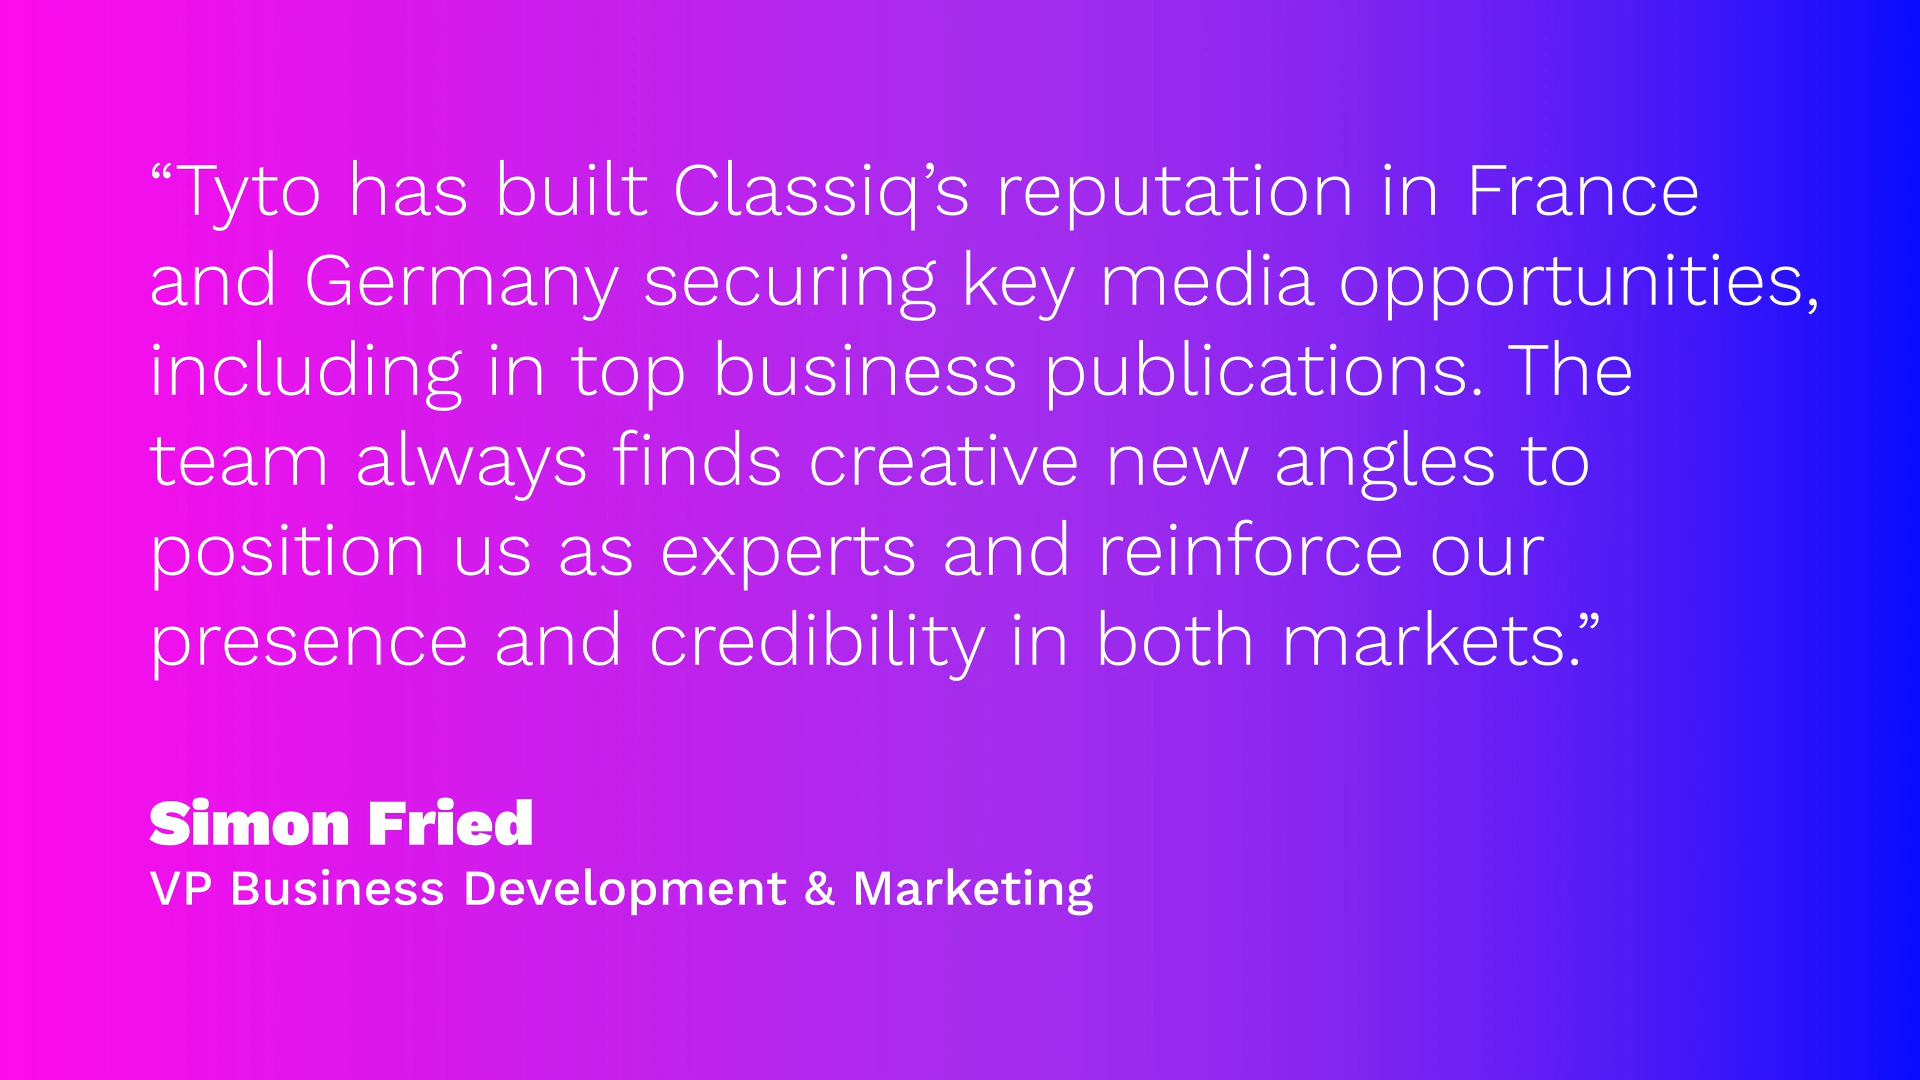 “Tyto has built Classiq’s reputation in France
and Germany securing key media opportunities,
including in top business publications. The
team always finds creative new angles to
position us as experts and reinforce our
presence and credibility in both markets.”
Simon Fried
VP Business Development & Marketing